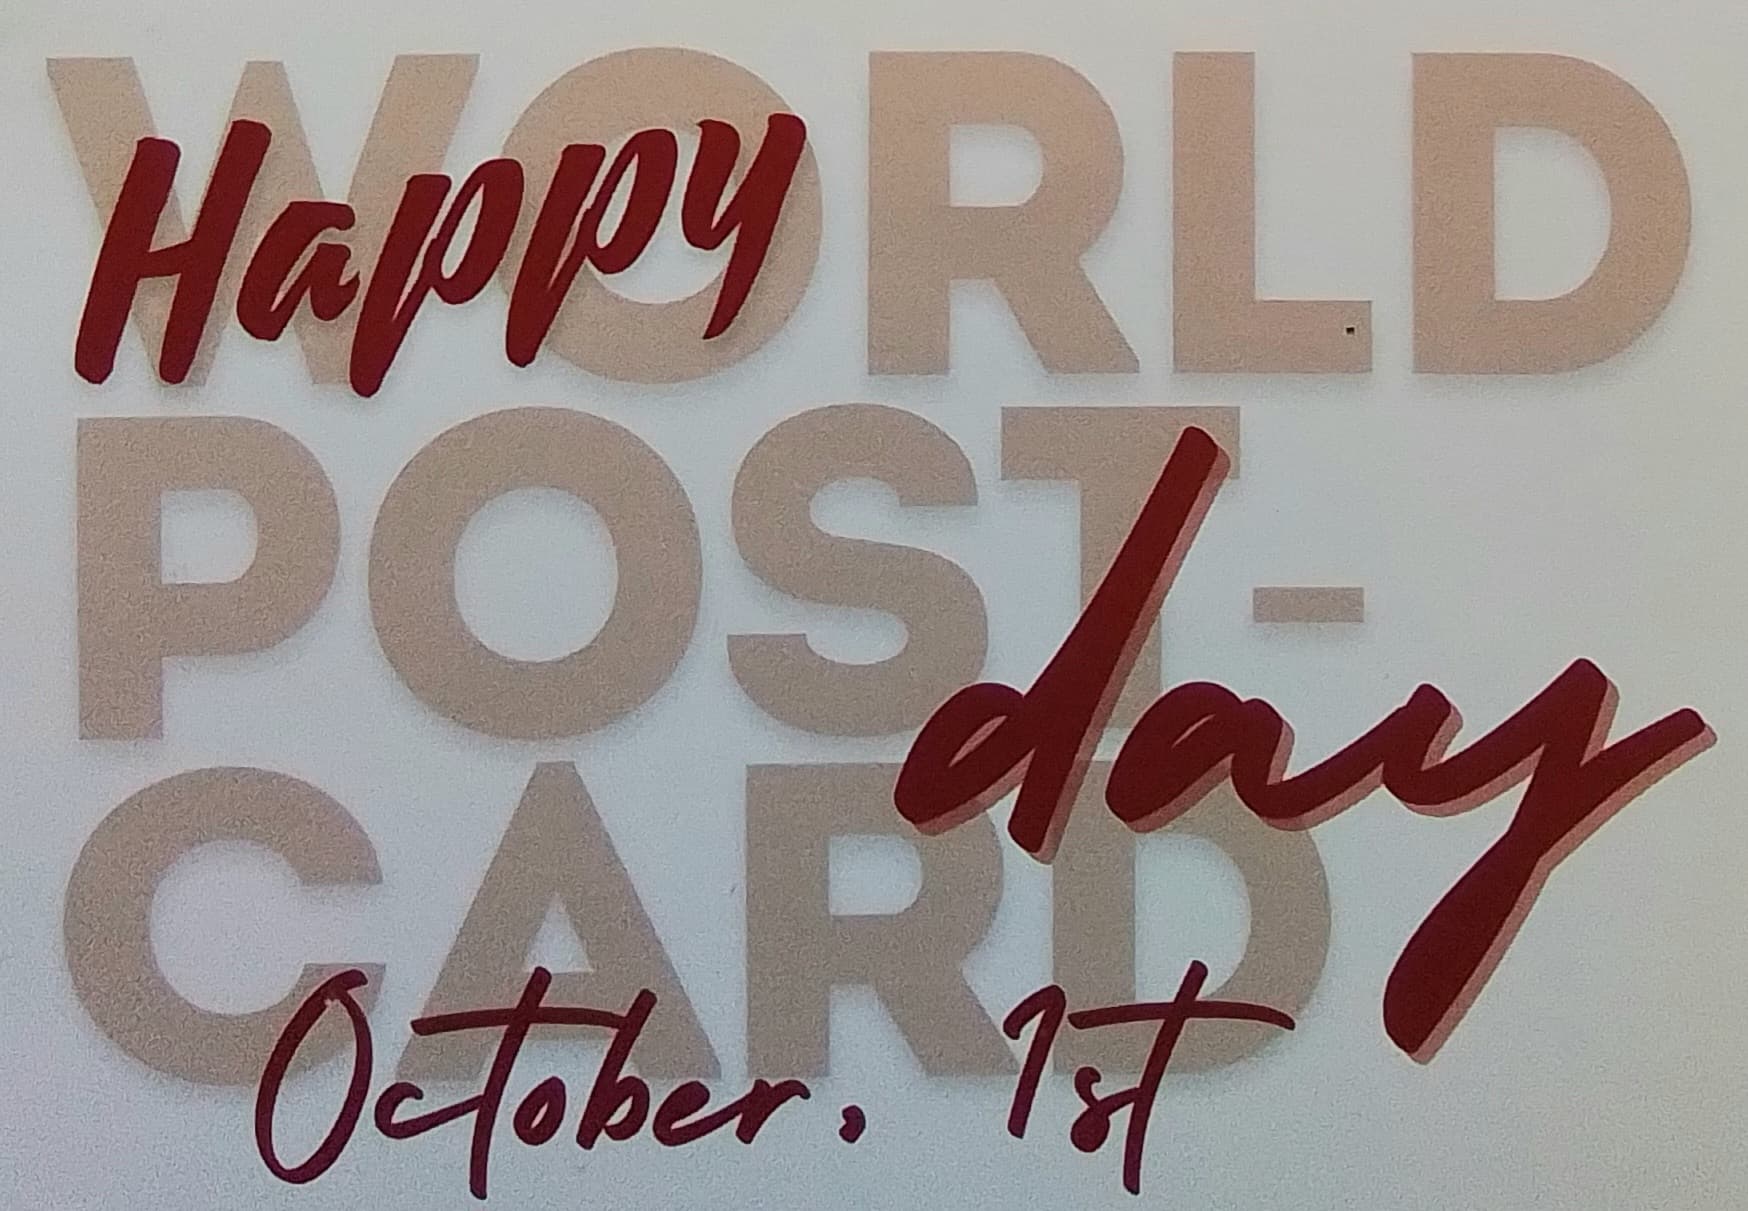 Happy
WORLD
POST-
CARD
day
October, 1st